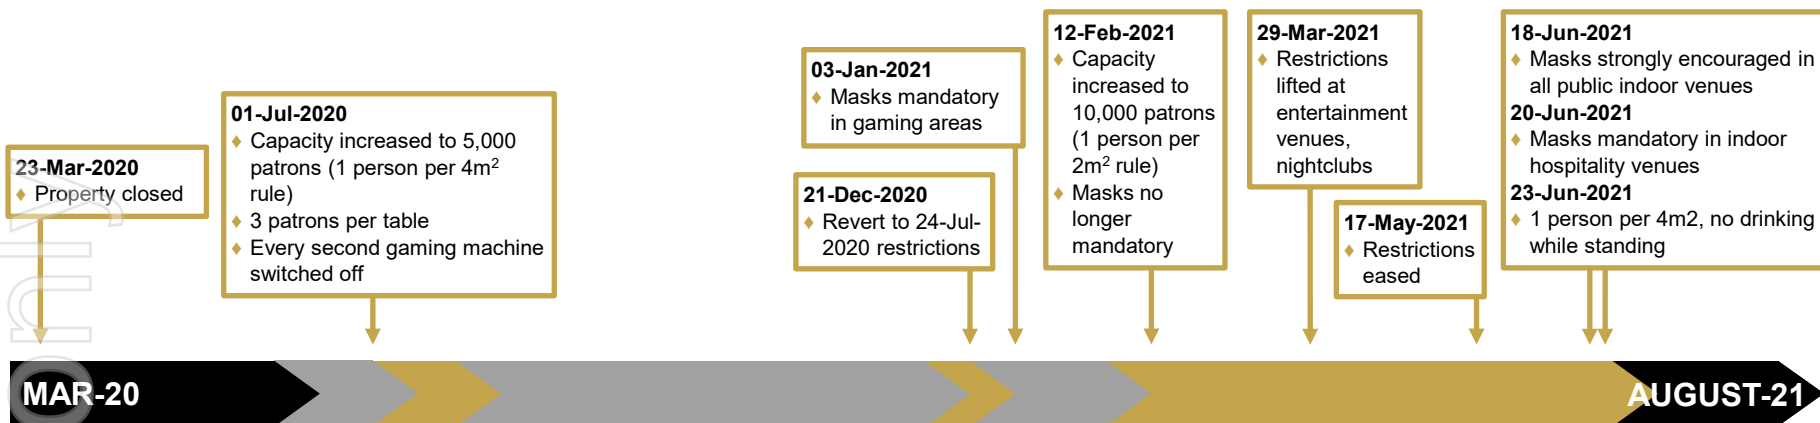 23-Mar-2020
♦ Property closed
01-Jul-2020
♦ Capacity increased to 5,000
patrons (1 person per 4m²
rule)
♦ 3 patrons per table
♦ Every second gaming machine
switched off
03-Jan-2021
♦ Masks mandatory
in gaming areas
21-Dec-2020
♦ Revert to 24-Jul-
2020 restrictions
12-Feb-2021
♦ Capacity
increased to
10,000 patrons
(1 person per
2m² rule)
♦ Masks no
longer
mandatory
29-Mar-2021
♦ Restrictions
lifted at
entertainment
venues,
nightclubs
17-May-2021
♦ Restrictions
eased
18-Jun-2021
♦ Masks strongly encouraged in
all public indoor venues
20-Jun-2021
♦ Masks mandatory in indoor
hospitality venues
23-Jun-2021
♦ 1 person per 4m2, no drinking
while standing
MAR-20
AUGUST-21
only